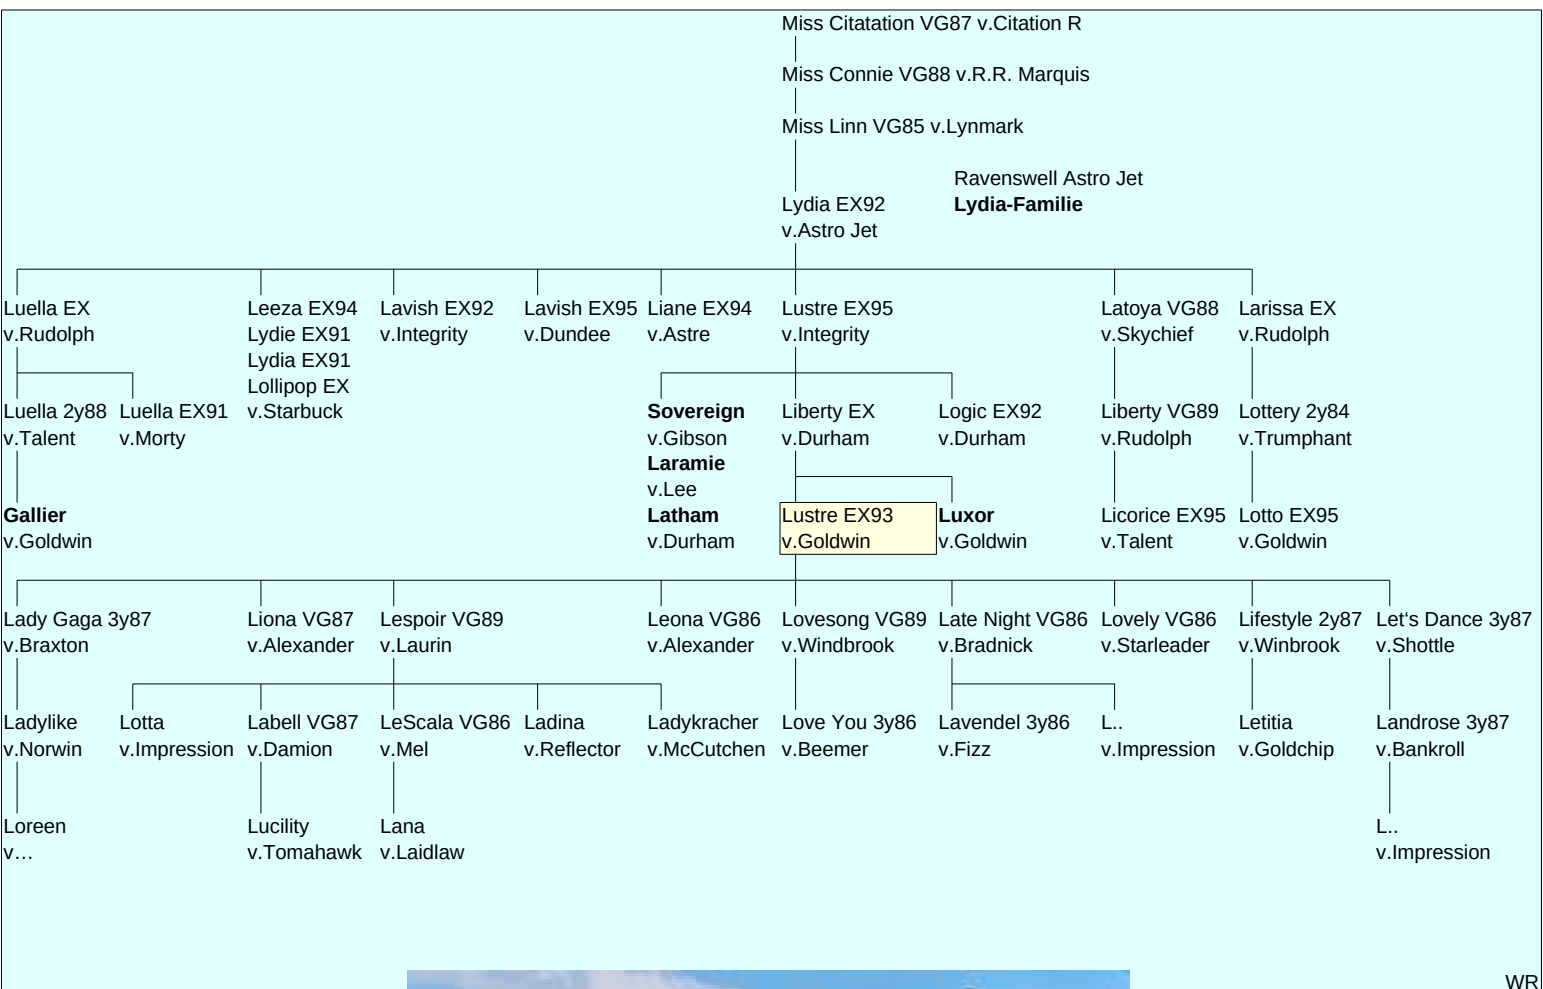 Miss Citatation VG87 v.Citation R
Miss Connie VG88 v.R.R. Marquis
Miss Linn VG85 v.Lynmark
Ravenswell Astro Jet
Lydia EX92 Lydia-Familie
v.Astro Jet
Luella EX Leeza EX94 Lavish EX92 Lavish EX95 Liane EX94 Lustre EX95 Latoya VG88 Larissa EX
v.Rudolph Lydie EX91 v.Integrity v.Dundee v.Astre v.Integrity v.Skychief v.Rudolph
Lydia EX91
Lollipop EX
Luella 2y88 Luella EX91 v.Starbuck Sovereign Liberty EX Logic EX92 Liberty VG89 Lottery 2y84
v.Talent v.Morty v.Gibson v.Durham v.Durham v.Rudolph v.Trumphant
Laramie
v.Lee
Gallier Latham Lustre EX93 Luxor Licorice EX95 Lotto EX95
v.Goldwin v.Durham v.Goldwin v.Goldwin v.Talent v.Goldwin
Lady Gaga 3y87 Liona VG87 Lespoir VG89 Leona VG86 Lovesong VG89 Late Night VG86 Lovely VG86 Lifestyle 2y87 Let‘s Dance 3y87
v.Braxton v.Alexander v.Laurin v.Alexander v.Windbrook v.Bradnick v.Starleader v.Winbrook v.Shottle
Ladylike Lotta Labell VG87 LeScala VG86 Ladina Ladykracher Love You 3y86 Lavendel 3y86 L.. Letitia Landrose 3y87
v.Norwin v.Impression v.Damion v.Mel v.Reflector v.McCutchen v.Beemer v.Fizz v.Impression v.Goldchip v.Bankroll
Loreen Lucility Lana L..
v… v.Tomahawk v.Laidlaw v.Impression
WR